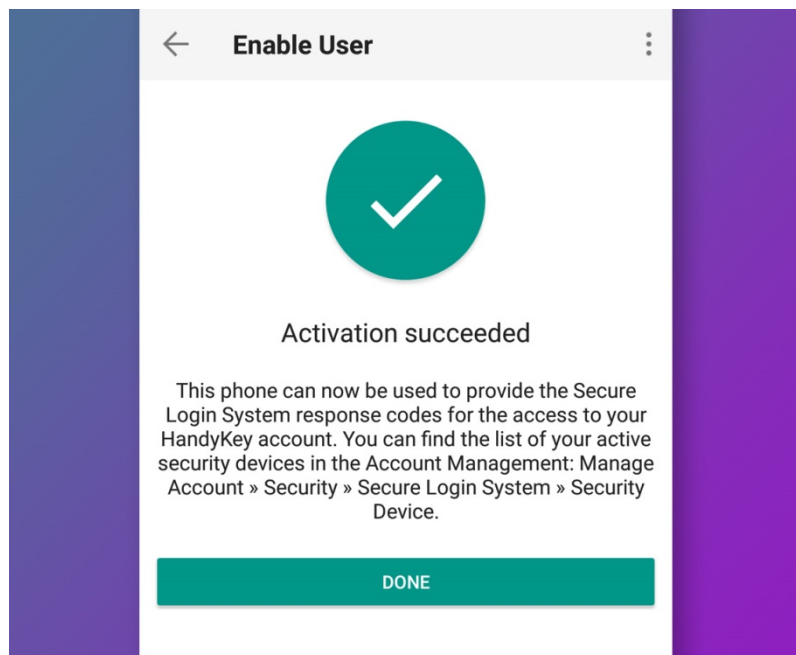 Enable User
Activation succeeded
This phone can now be used to provide the Secure
Login System response codes for the access to your
HandyKey account. You can find the list of your active
security devices in the Account Management: Manage
Account » Security » Secure Login System » Security
Device.
DONE